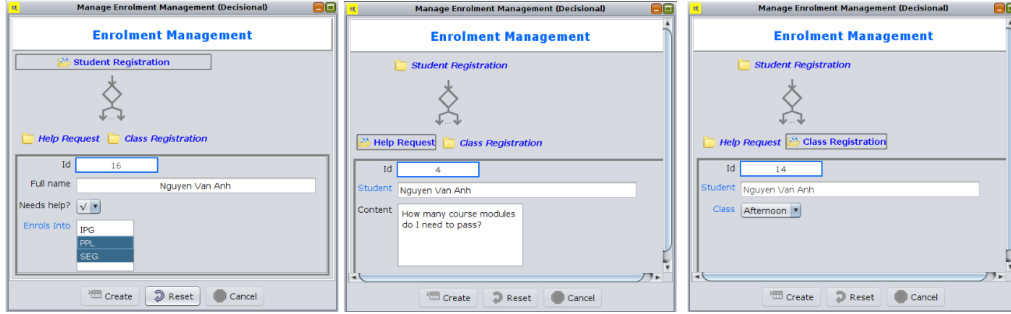 Manage Enrolment Management (Decisional)
Enrolment Management
Student Registration
Help Request Class Registration
Id 16
Full name Nguyen Van Anh
Needs help? √
Enrols Into IPG
PPL
SEG
Create Reset Cancel
Manage Enrolment Management (Decisional)
Enrolment Management
Student Registration
Help Request Class Registration
Id 4
Student Nguyen Van Anh
Content How many course modules
do I need to pass?
Create Reset Cancel
Manage Enrolment Management (Decisional)
Enrolment Management
Student Registration
Help Request Class Registration
Id 14
Student Nguyen Van Anh
Class Afternoon
Create Reset Cancel